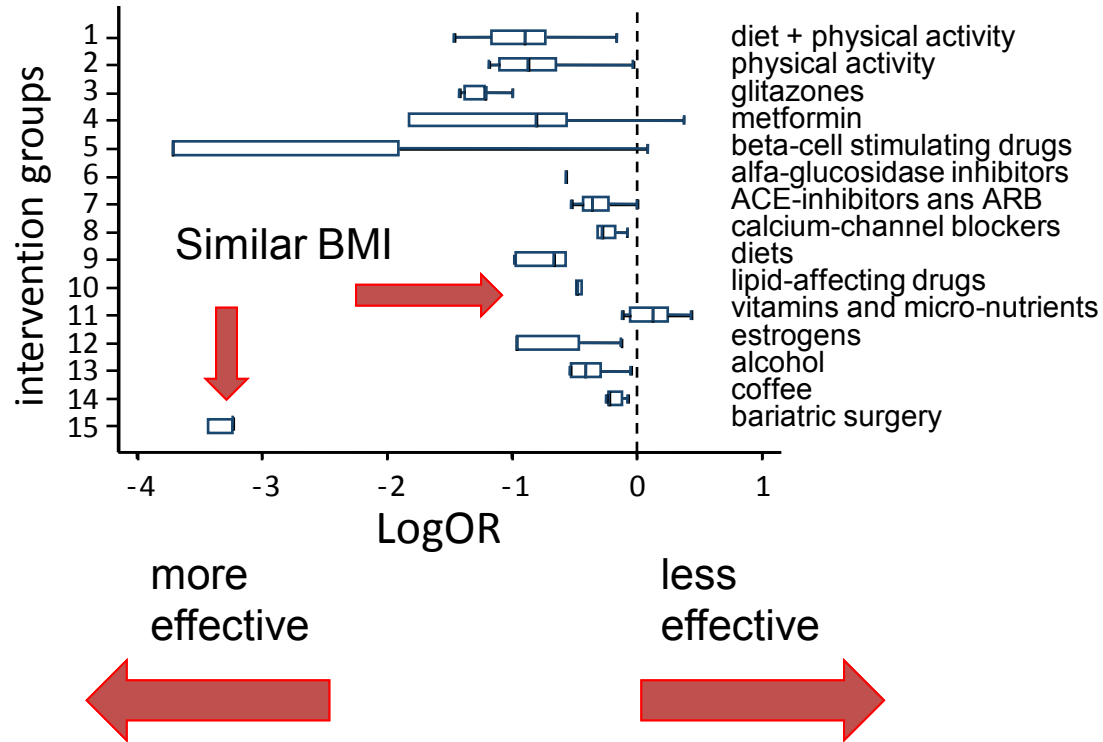 intervention groups
1 diet + physical activity
2 physical activity
3 glitazones
4 metformin
5 beta-cell stimulating drugs
6 alfa-glucosidase inhibitors
7 ACE-inhibitors ans ARB
8 calcium-channel blockers
Similar BMI
9 diets
10 lipid-affecting drugs
11 vitamins and micro-nutrients
12 estrogens
13 alcohol
14 coffee
15 bariatric surgery
-4 -3 -2 -1 0 1
LogOR
more
effective
less
effective